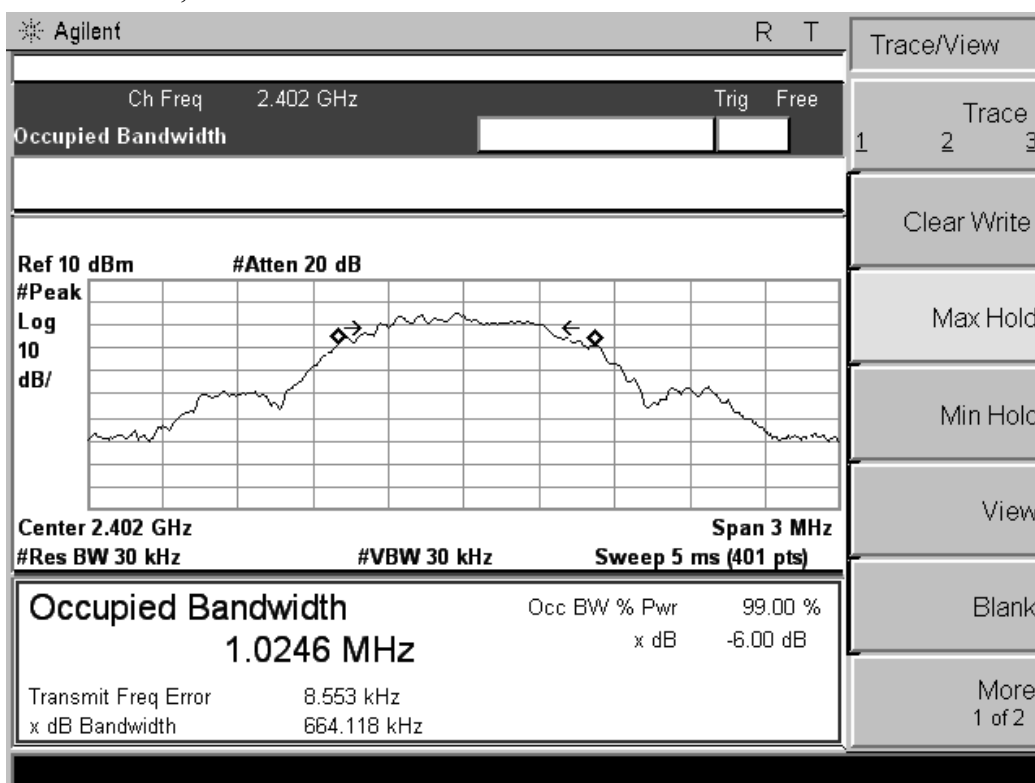 Agilent R T
Ch Freq 2.402 GHz Trig Free
Occupied Bandwidth
Ref 10 dBm #Atten 20 dB
#Peak
Log
10
dB/
Center 2.402 GHz Span 3 MHz
#Res BW 30 kHz #VBW 30 kHz Sweep 5 ms (401 pts)
Occupied Bandwidth
1.0246 MHz
Occ BW % Pwr 99.00 %
x dB -6.00 dB
Transmit Freq Error 8.553 kHz
x dB Bandwidth 664.118 kHz
Trace/View
Trace
1 2 3
Clear Write
Max Hold
Min Hold
View
Blank
More
1 of 2